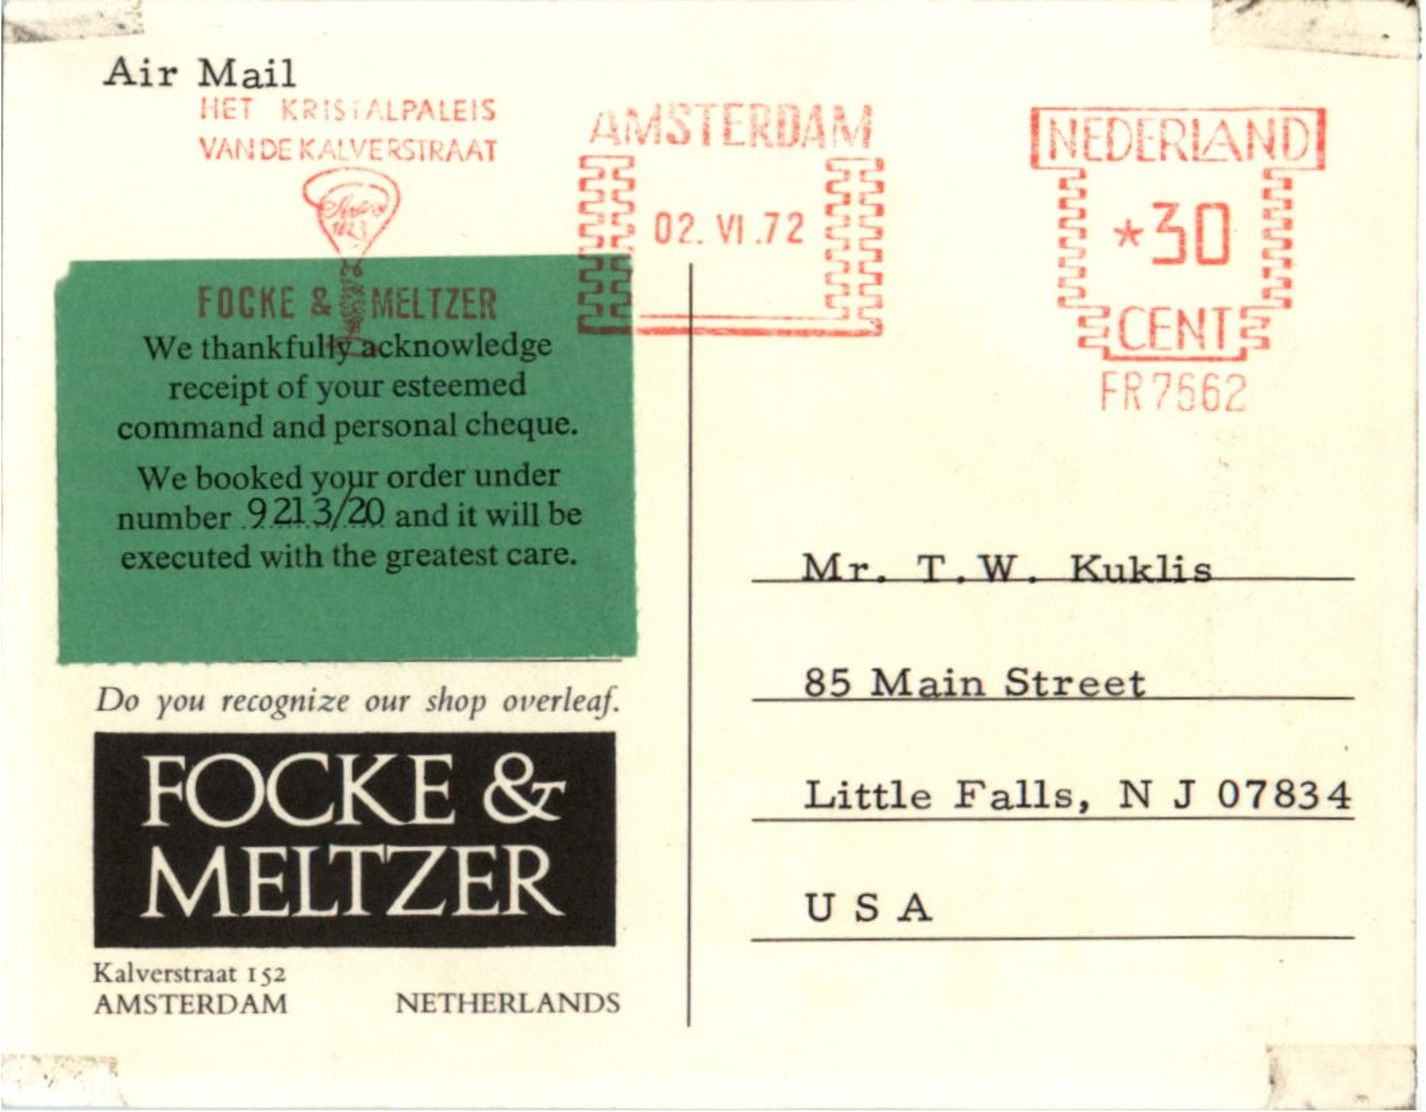 Air Mail
HET KRISTALPALEIS
VAN DE KALVERSTRAAT
1823
FOCKE & MELTZER
AMSTERDAM
02. VI .72
NEDERLAND
*30
CENT
FR7662
We thankfully acknowledge
receipt of your esteemed
command and personal cheque.
We booked your order under
number 9213/20 and it will be
executed with the greatest care.
Do you recognize our shop overleaf.
FOCKE &
MELTZER
Kalverstraat 152
AMSTERDAM NETHERLANDS
Mr. T.W. Kuklis
85 Main Street
Little Falls, N J 07834
U S A